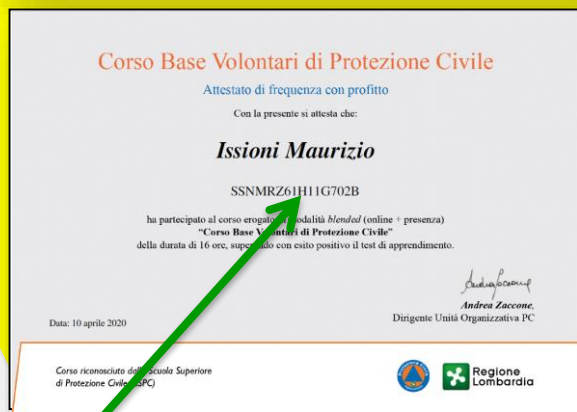 Corso Base Volontari di Protezione Civile
Attestato di frequenza con profitto
Con la presente si attesta che:
Issioni Maurizio
SSNMRZ61H11G702B
ha partecipato al corso erogato modalità blended (online + presenza)
“Corso Base Volontari di Protezione Civile”
della durata di 16 ore, superando con esito positivo il test di apprendimento.
Andrea Zaccone,
Dirigente Unità Organizzativa PC
Data: 10 aprile 2020
Corso riconosciuto dalla Scuola Superiore
di Protezione Civile (SSPC)
Regione
Lombardia